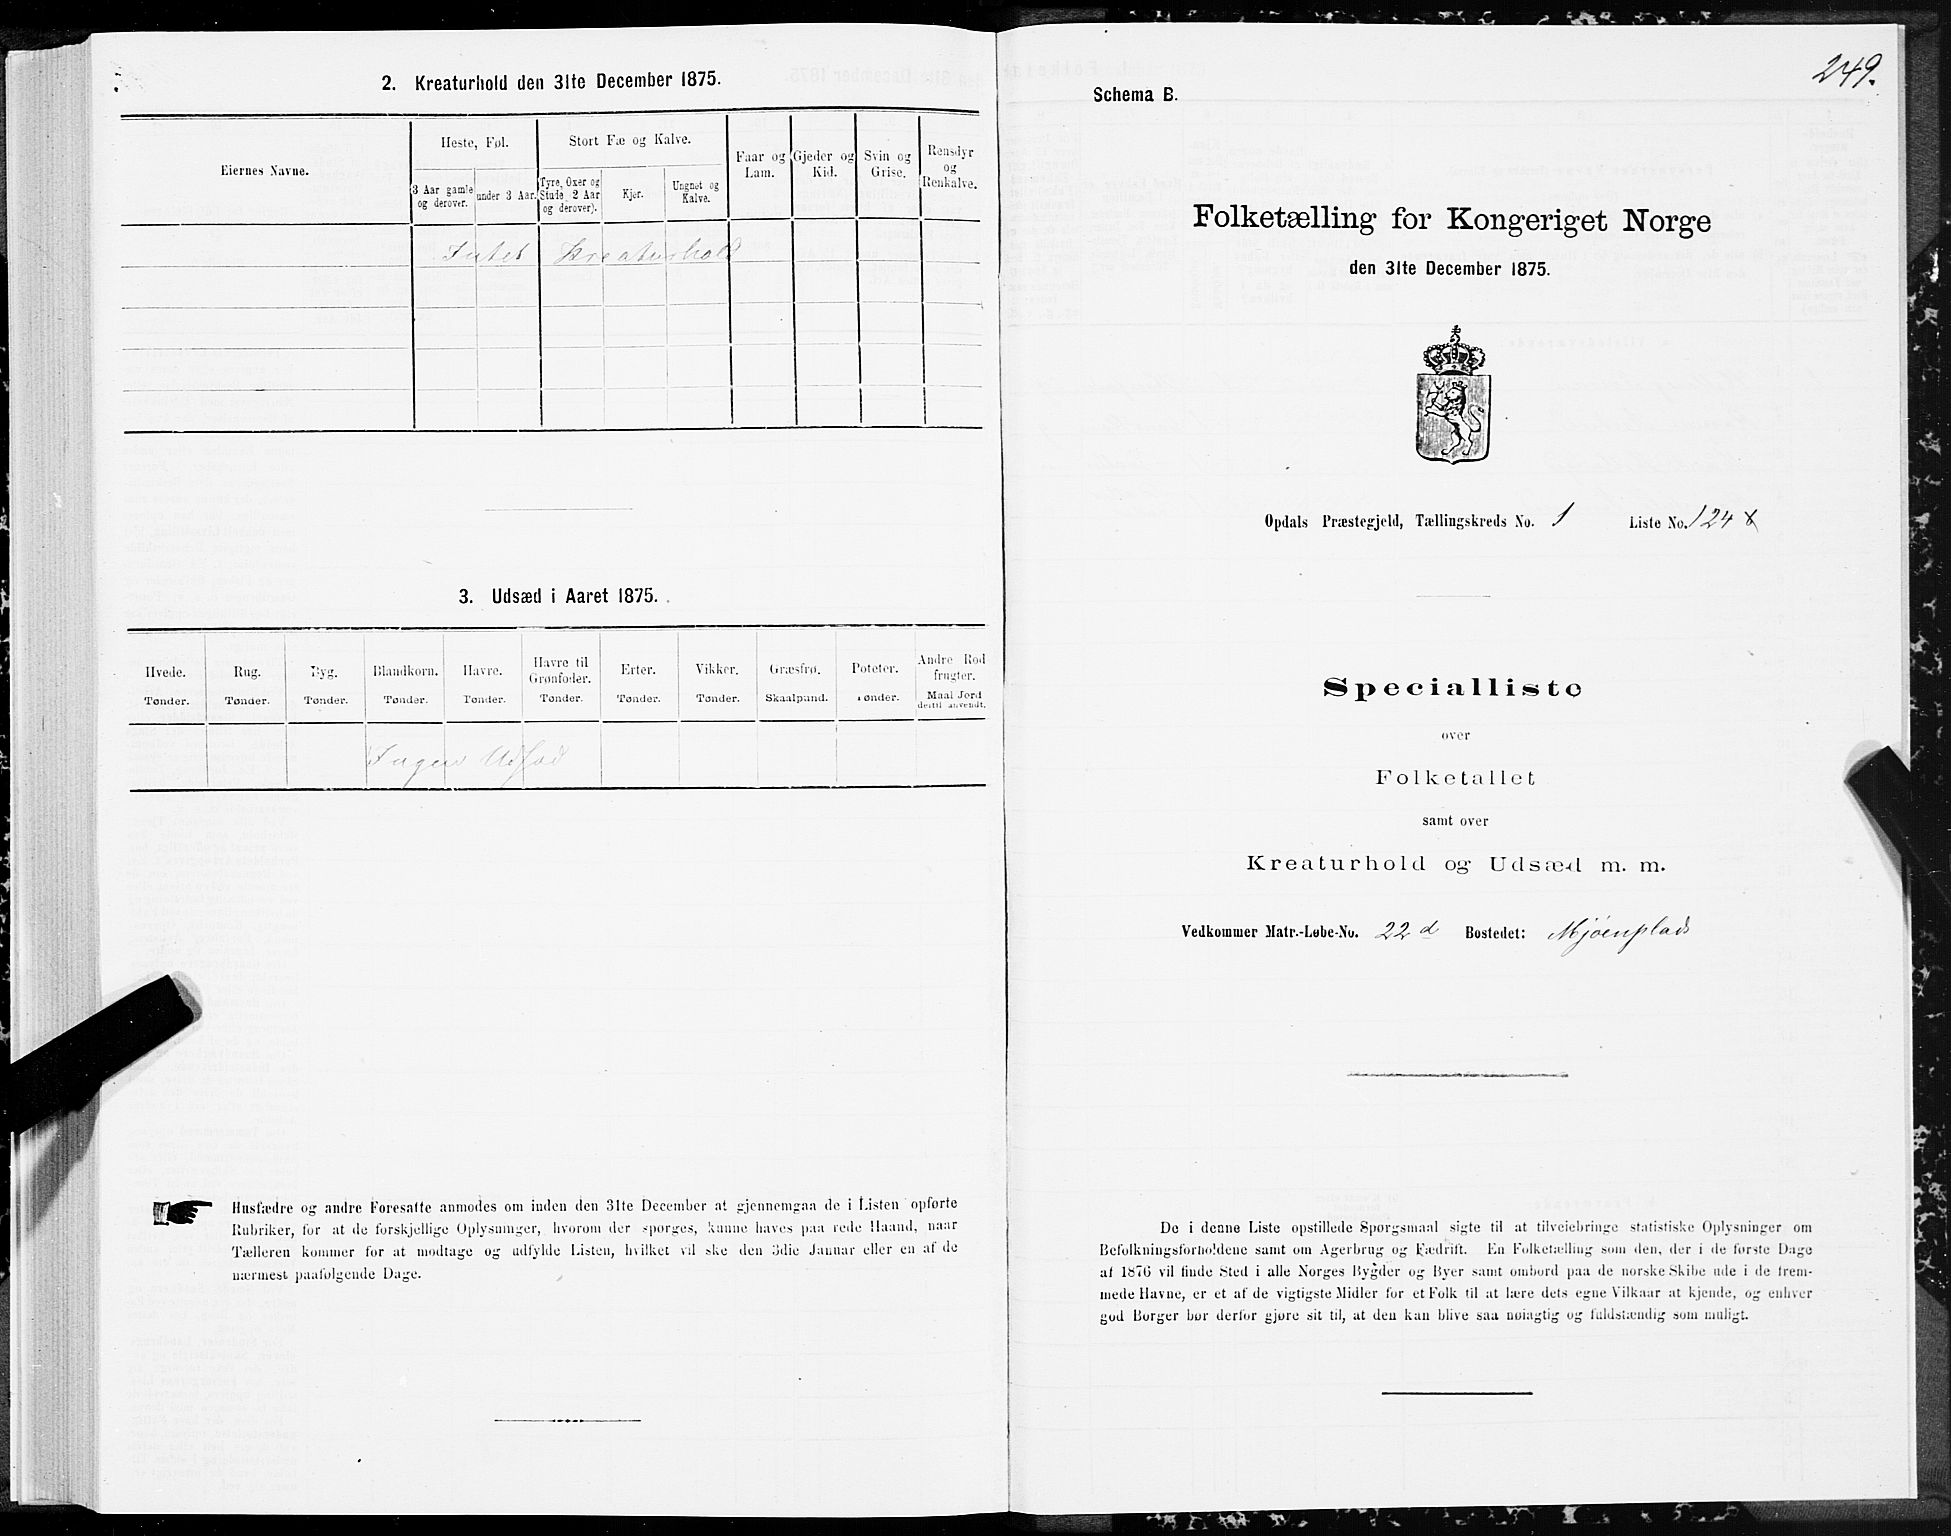 2. Kreaturhold den 31te December 1875.
Eiernes Navne.
Heste, Føl.
Stort Fæ og Kalve.
Faar og Lam.
Gjeder og Kid.
Svin og Grise.
Rensdyr og Renkalve.
3 Aar gamle og derover.
under 3 Aar.
Tyre, Oxer og Stude 2 Aar og derover).
Kjør.
Ungnet og Kalve.
Intet Kreaturhold
3. Udsæd i Aaret 1875.
Hvede. Rug. Byg. Blandkorn. Havre. Havre til Grønfoder. Erter. Vikker. Græsfrø. Poteter. Andre Rodfrugter.
Tønder. Tønder. Tønder. Tønder. Tønder. Tønder. Tønder. Tønder. Skaalpund. Tønder. Maal Jord dertil anvendt.
Ingen Udsæd
Husfædre og andre Foresatte anmodes om inden den 31te December at gjennemgaa de i Listen opførte
Rubriker, for at de forskjellige Oplysninger, hvorom der spørges, kunne haves paa rede Haand, naar
Tælleren kommer for at modtage og udfylde Listen, hvilket vil ske den 3die Januar eller en af de
nærmest paafølgende Dage.
249.
Schema B.
Folketælling for Kongeriget Norge
den 31te December 1875.
Opdals Præstegjeld, Tællingskreds No. 1 Liste No. 124
Specialliste
over
Folketallet
samt over
Kreaturhold og Udsæd m. m.
Vedkommer Matr.-Løbe-No. 22 d Bostedet: Mjöenplads
De i denne Liste opstillede Spørgsmaal sigte til at tilveiebringe statistiske Oplysninger om
Befolkningsforholdene samt om Agerbrug og Fædrift. En Folketælling som den, der i de første Dage
af 1876 vil finde Sted i alle Norges Bygder og Byer samt ombord paa de norske Skibe ude i de frem-
mede Havne, er et af de vigtigste Midler for et Folk til at lære dets egne Vilkaar at kjende, og enhver
god Borger bør derfor gjøre sit til, at den kan blive saa nøiagtig og fuldstændig som muligt.